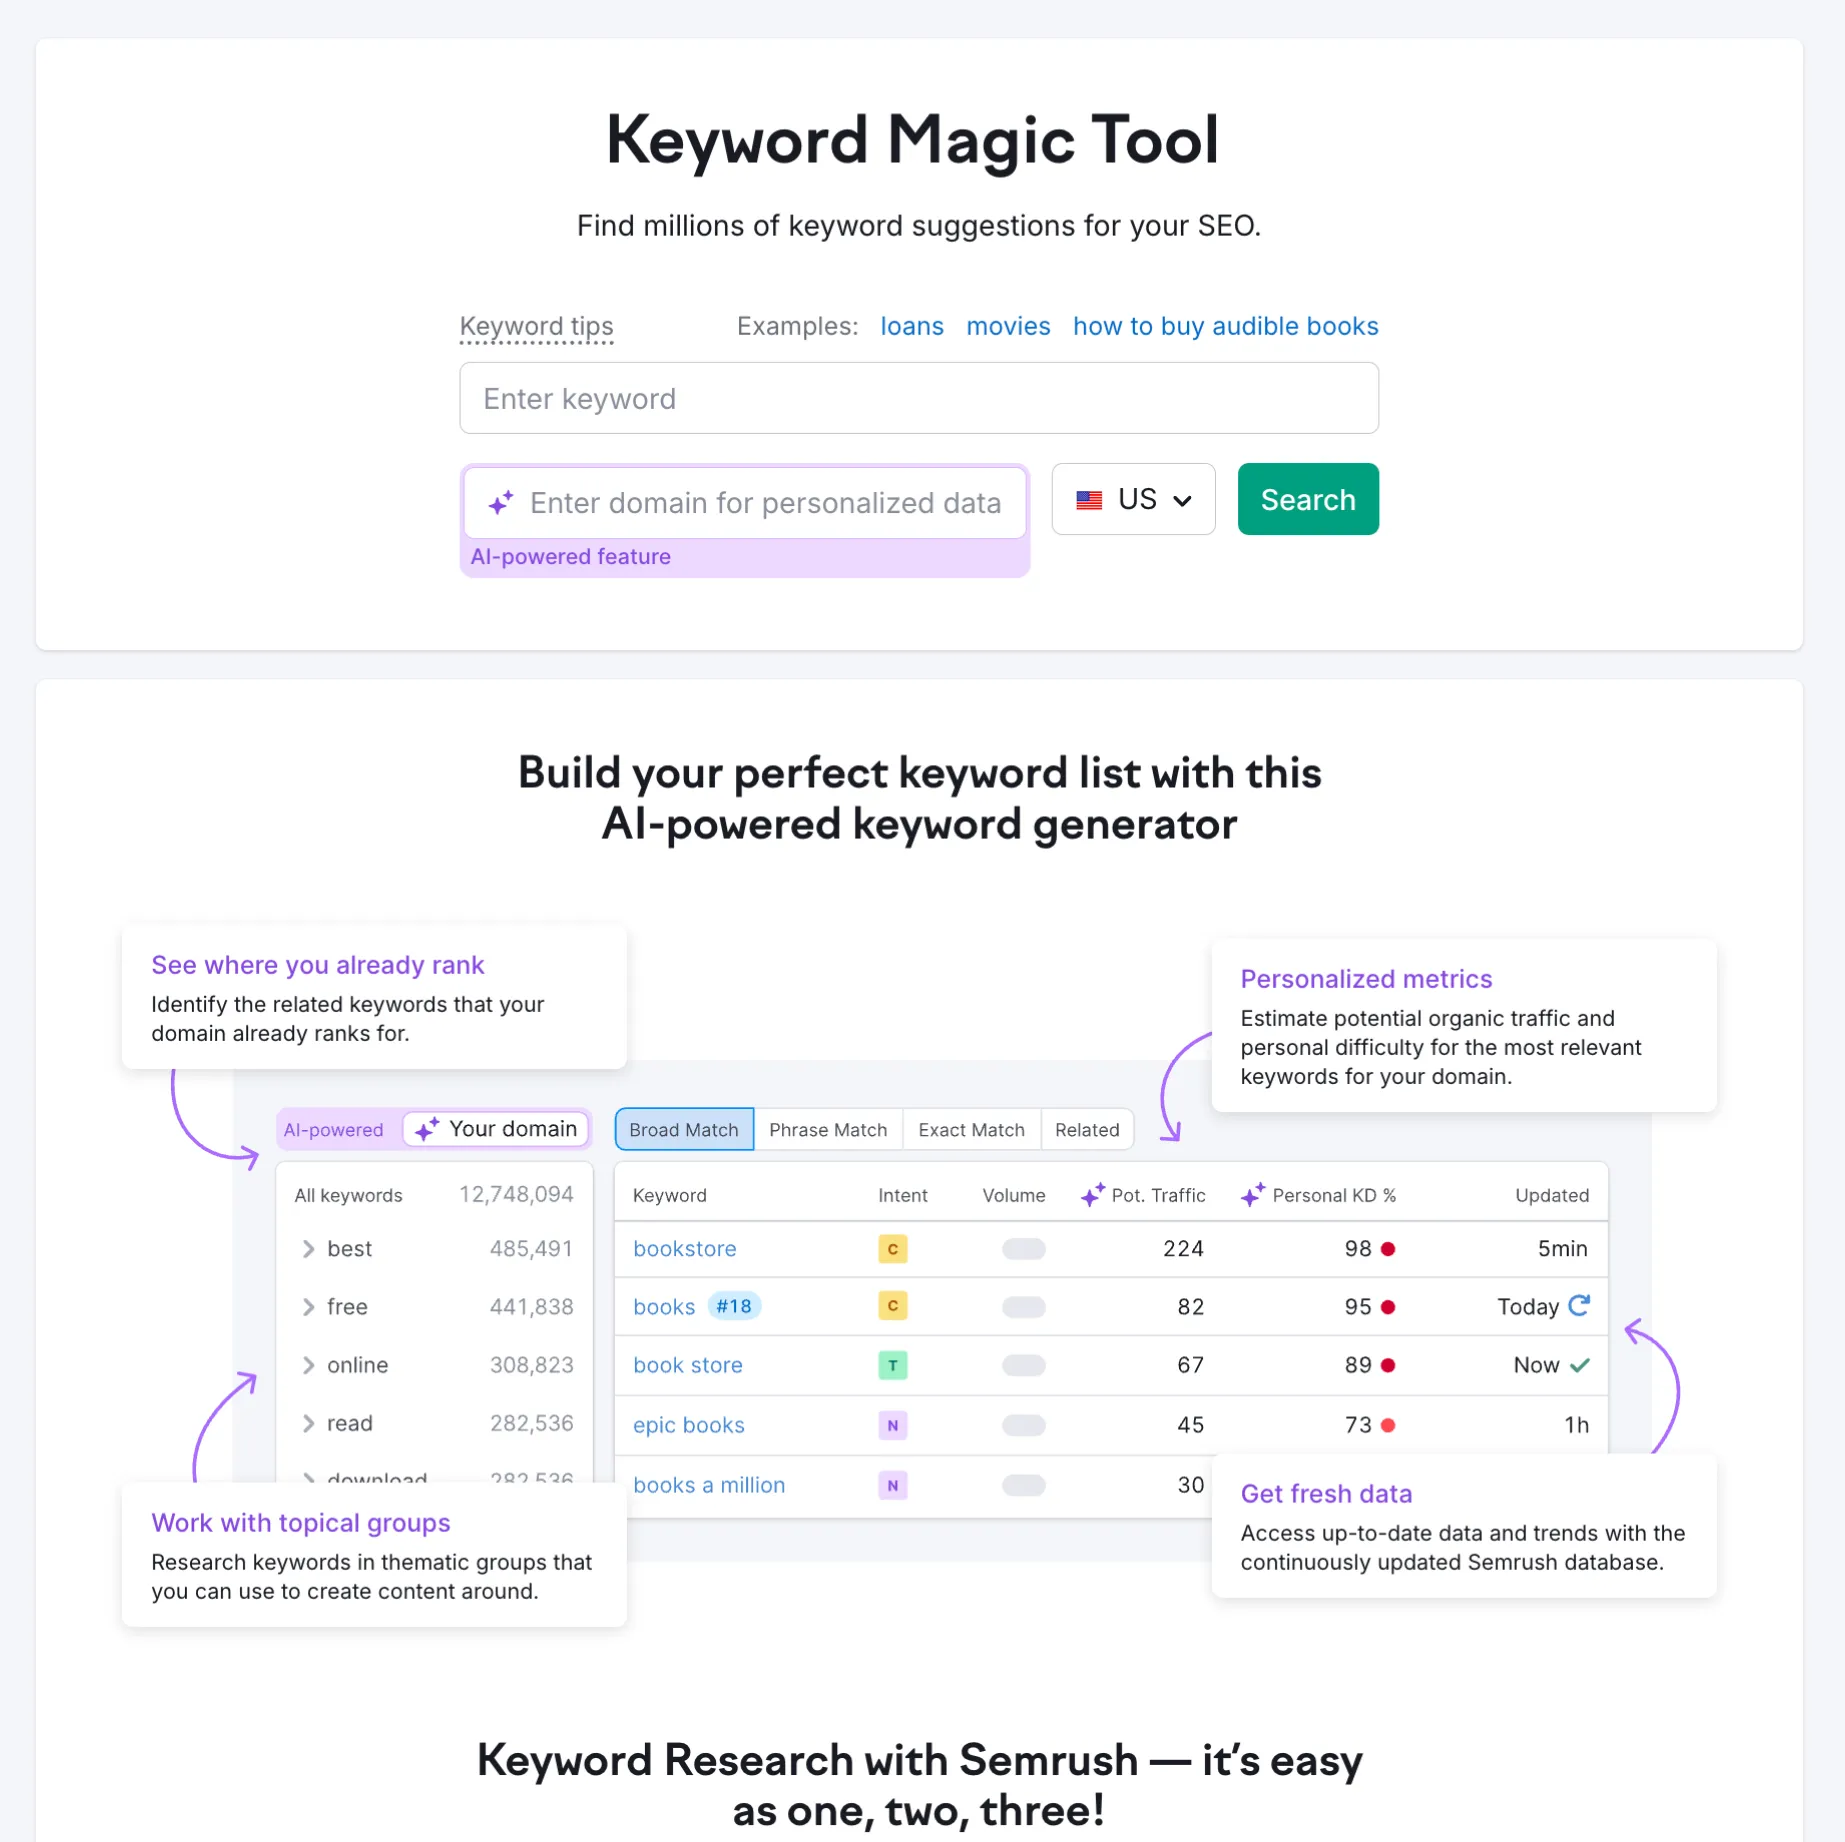 Keyword Magic Tool
Find millions of keyword suggestions for your SEO.
Keyword tips Examples: loans movies how to buy audible books
Enter keyword
Enter domain for personalized data
US
Search
AI-powered feature
Build your perfect keyword list with this
AI-powered keyword generator
See where you already rank
Identify the related keywords that your
domain already ranks for.
Personalized metrics
Estimate potential organic traffic and
personal difficulty for the most relevant
keywords for your domain.
AI-powered Your domain
Broad Match Phrase Match Exact Match Related
All keywords 12,748,094
best 485,491
free 441,838
online 308,823
read 282,536
download 282,536
Keyword Intent Volume Pot. Traffic Personal KD % Updated
bookstore C 224 98 5min
books #18 C 82 95 Today
book store T 67 89 Now
epic books N 45 73 1h
books a million N 30
Work with topical groups
Research keywords in thematic groups that
you can use to create content around.
Get fresh data
Access up-to-date data and trends with the
continuously updated Semrush database.
Keyword Research with Semrush — it’s easy
as one, two, three!